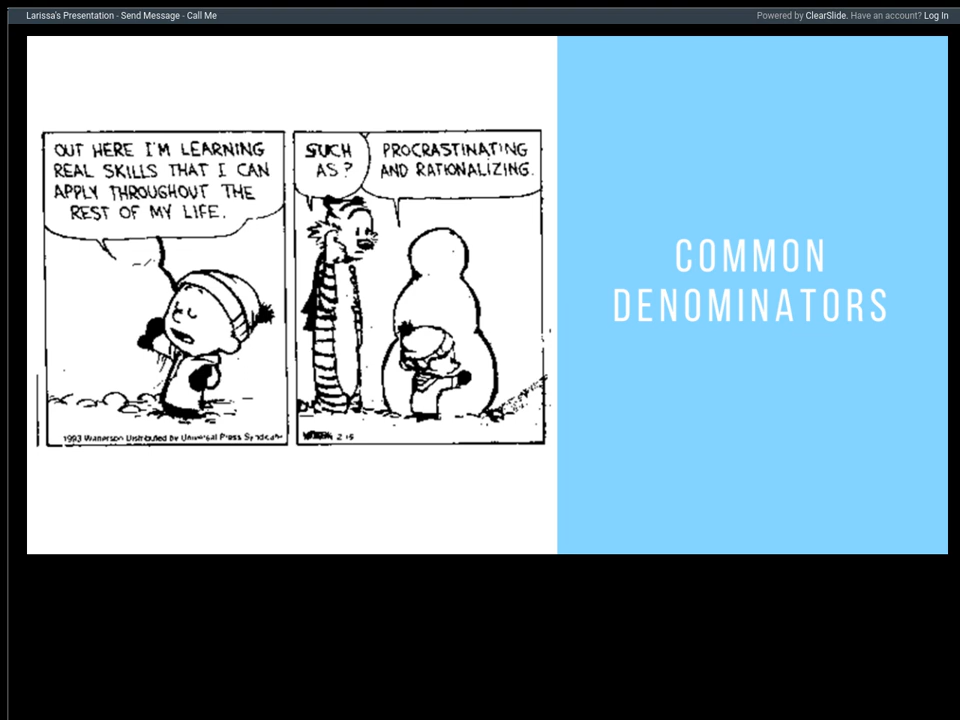 Larissa's Presentation - Send Message - Call Me
Powered by ClearSlide. Have an account? Log In
OUT HERE I'M LEARNING
REAL SKILLS THAT I CAN
APPLY THROUGHOUT THE
REST OF MY LIFE.
SUCH
AS?
PROCRASTINATING
AND RATIONALIZING.
1993 Watterson Distributed by Universal Press Syndicate
2 15
COMMON
DENOMINATORS